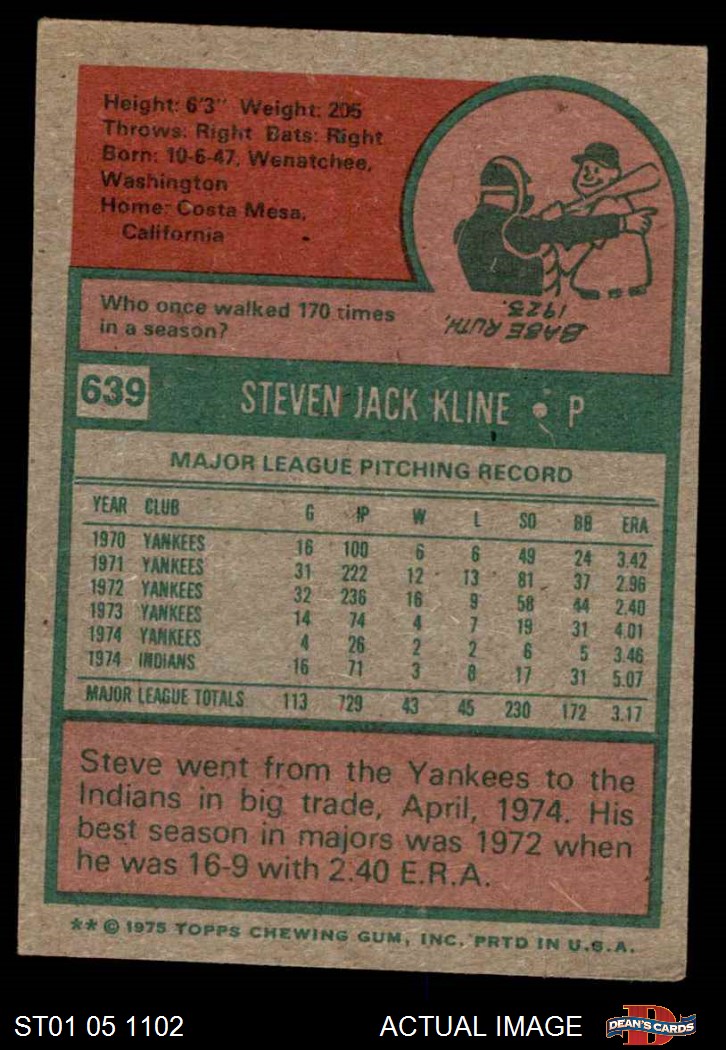 Height: 6'3" Weight: 205
Throws: Right Bats: Right
Born: 10-6-47, Wenatchee,
Washington
Home: Costa Mesa,
California
Who once walked 170 times
in a season?
BABE RUTH,
1923.
639
STEVEN JACK KLINE • P
MAJOR LEAGUE PITCHING RECORD
YEAR CLUB G IP W L SO BB ERA
1970 YANKEES 16 100 6 6 49 24 3.42
1971 YANKEES 31 222 12 13 81 37 2.96
1972 YANKEES 32 236 16 9 58 44 2.40
1973 YANKEES 14 74 4 7 19 31 4.01
1974 YANKEES 4 26 2 2 6 5 3.46
1974 INDIANS 16 71 3 8 17 31 5.07
MAJOR LEAGUE TOTALS 113 729 43 45 230 172 3.17
Steve went from the Yankees to the
Indians in big trade, April, 1974. His
best season in majors was 1972 when
he was 16-9 with 2.40 E.R.A.
** © 1975 TOPPS CHEWING GUM, INC. PRTD IN U.S.A.
ST01 05 1102
ACTUAL IMAGE
D
DEAN'S CARDS